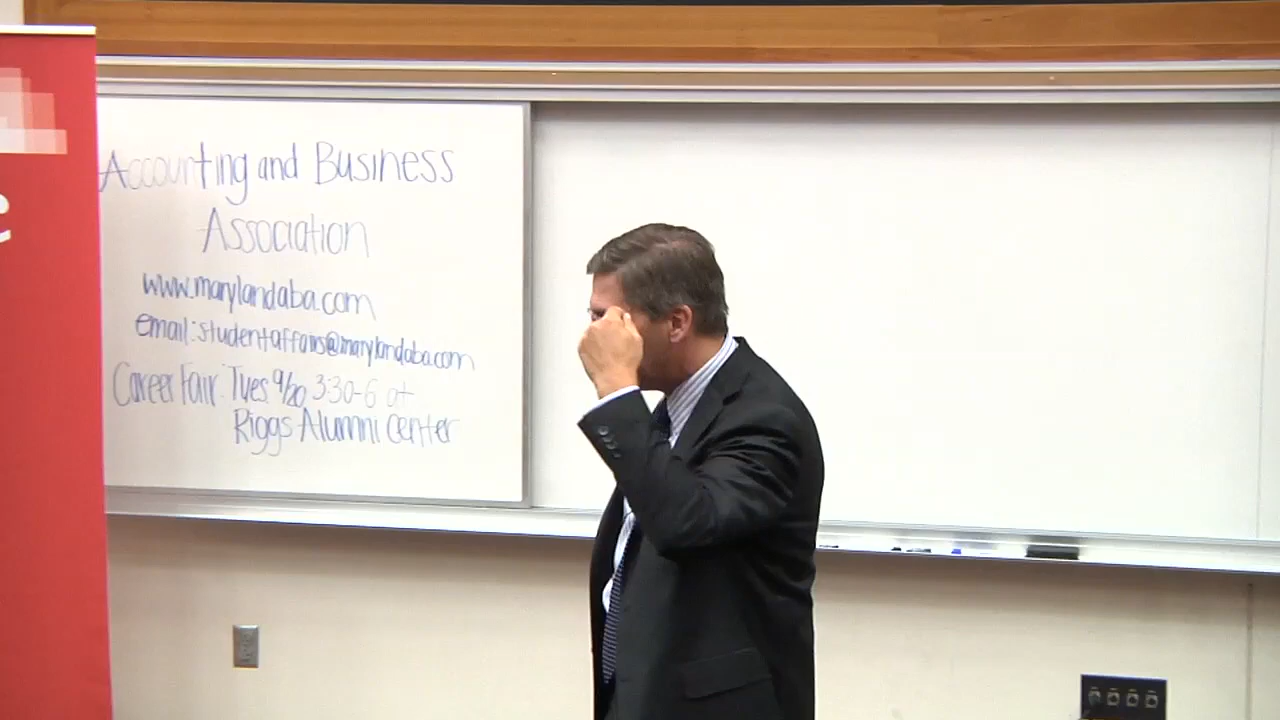 Accounting and Business
Association
www.marylandaba.com
email: studentaffairs@marylandaba.com
Career Fair: Tues 9/20 3:30-6 at
Riggs Alumni Center